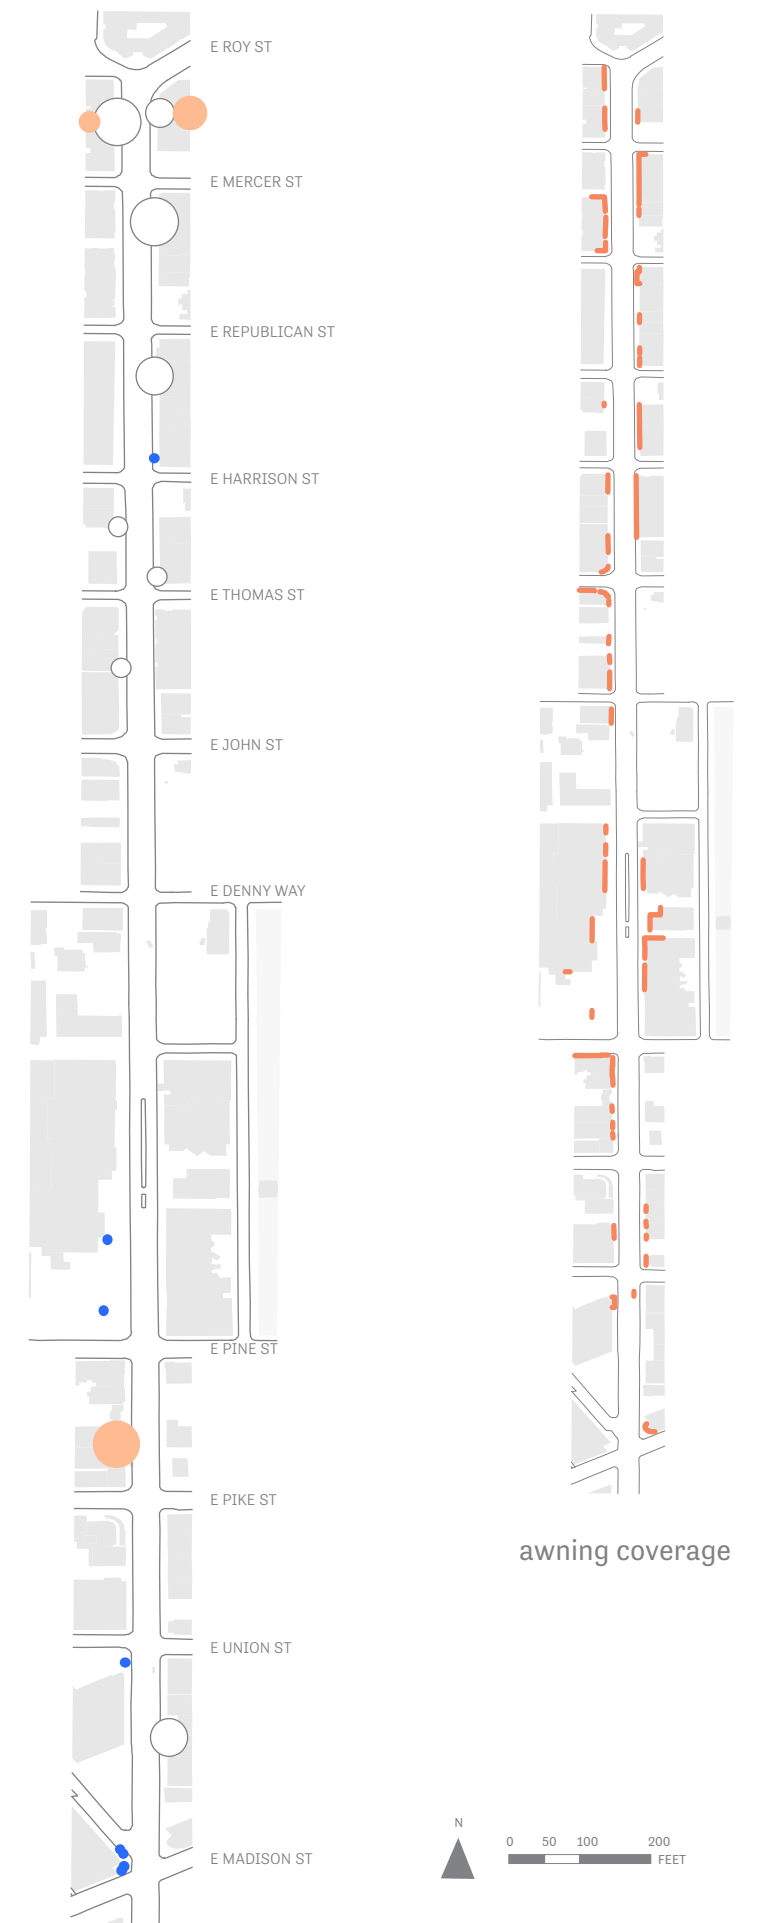 E ROY ST
E MERCER ST
E REPUBLICAN ST
E HARRISON ST
E THOMAS ST
E JOHN ST
E DENNY WAY
E PINE ST
E PIKE ST
awning coverage
E UNION ST
N
0 50 100 200
FEET
E MADISON ST